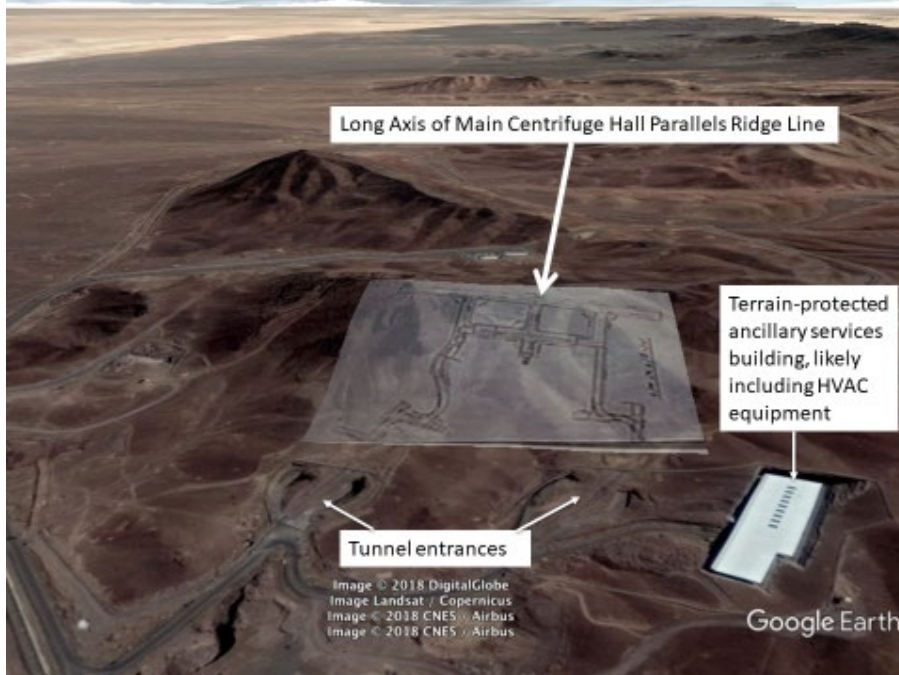 Long Axis of Main Centrifuge Hall Parallels Ridge Line
Terrain-protected
ancillary services
building, likely
including HVAC
equipment
Tunnel entrances
Image © 2018 DigitalGlobe
Image Landsat / Copernicus
Image © 2018 CNES / Airbus
Image © 2018 CNES / Airbus
Google Earth